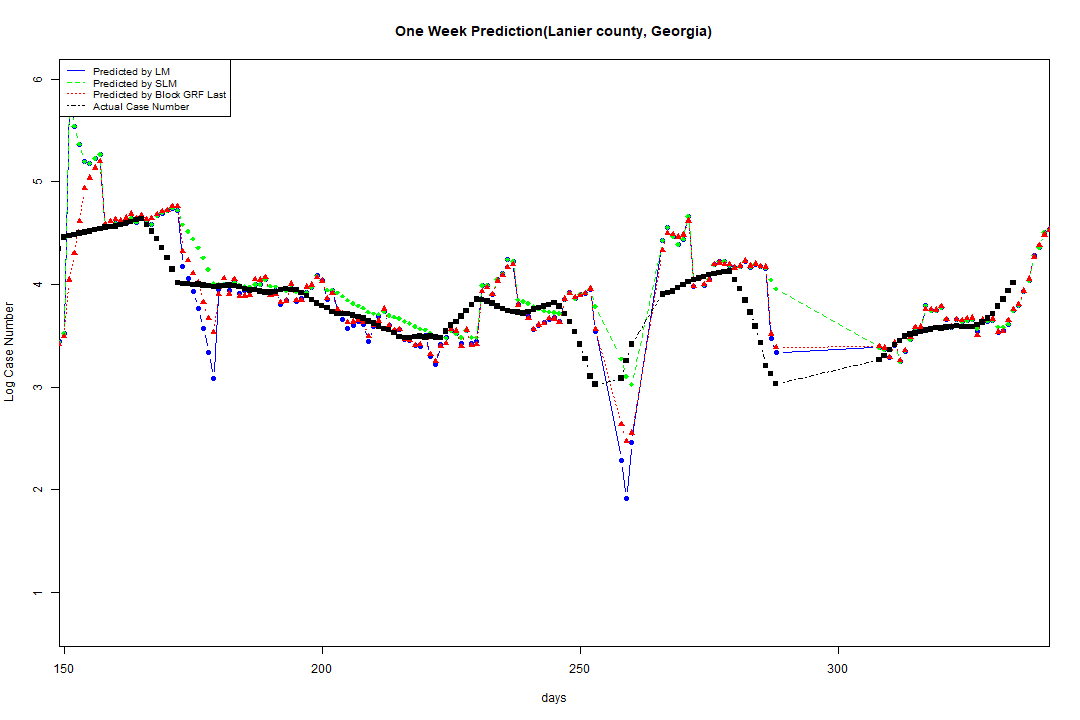 One Week Prediction(Lanier county, Georgia)
Predicted by LM
Predicted by SLM
Predicted by Block GRF Last
Actual Case Number
6
5
4
3
2
1
Log Case Number
150 200 250 300
days